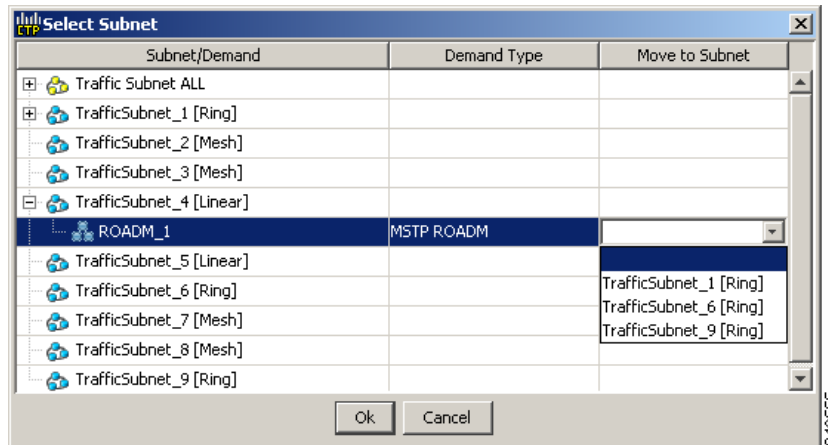 CTP Select Subnet
Subnet/Demand Demand Type Move to Subnet
Traffic Subnet ALL
TrafficSubnet_1 [Ring]
TrafficSubnet_2 [Mesh]
TrafficSubnet_3 [Mesh]
TrafficSubnet_4 [Linear]
ROADM_1 MSTP ROADM
TrafficSubnet_5 [Linear]
TrafficSubnet_6 [Ring]
TrafficSubnet_7 [Mesh]
TrafficSubnet_8 [Mesh]
TrafficSubnet_9 [Ring]
TrafficSubnet_1 [Ring]
TrafficSubnet_6 [Ring]
TrafficSubnet_9 [Ring]
Ok Cancel